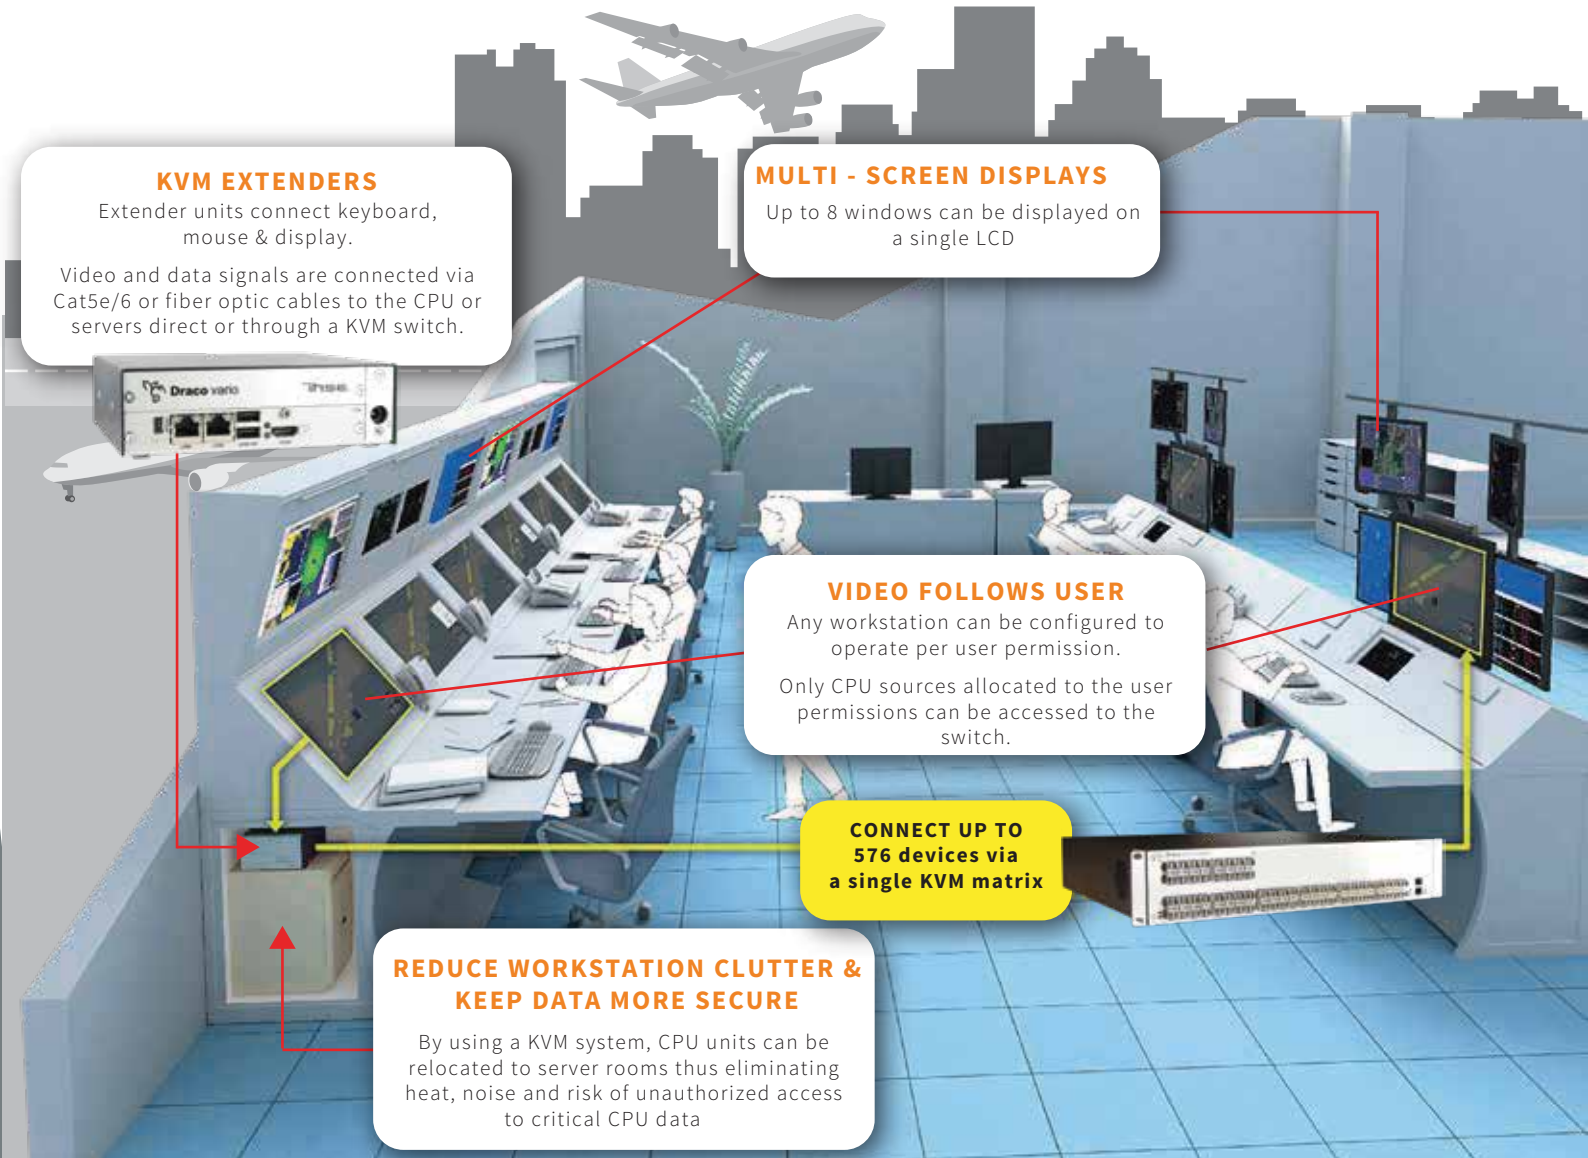 KVM EXTENDERS
Extender units connect keyboard,
mouse & display.
Video and data signals are connected via
Cat5e/6 or fiber optic cables to the CPU or
servers direct or through a KVM switch.
Draco vario
MULTI - SCREEN DISPLAYS
Up to 8 windows can be displayed on
a single LCD
VIDEO FOLLOWS USER
Any workstation can be configured to
operate per user permission.
Only CPU sources allocated to the user
permissions can be accessed to the
switch.
CONNECT UP TO
576 devices via
a single KVM matrix
REDUCE WORKSTATION CLUTTER &
KEEP DATA MORE SECURE
By using a KVM system, CPU units can be
relocated to server rooms thus eliminating
heat, noise and risk of unauthorized access
to critical CPU data